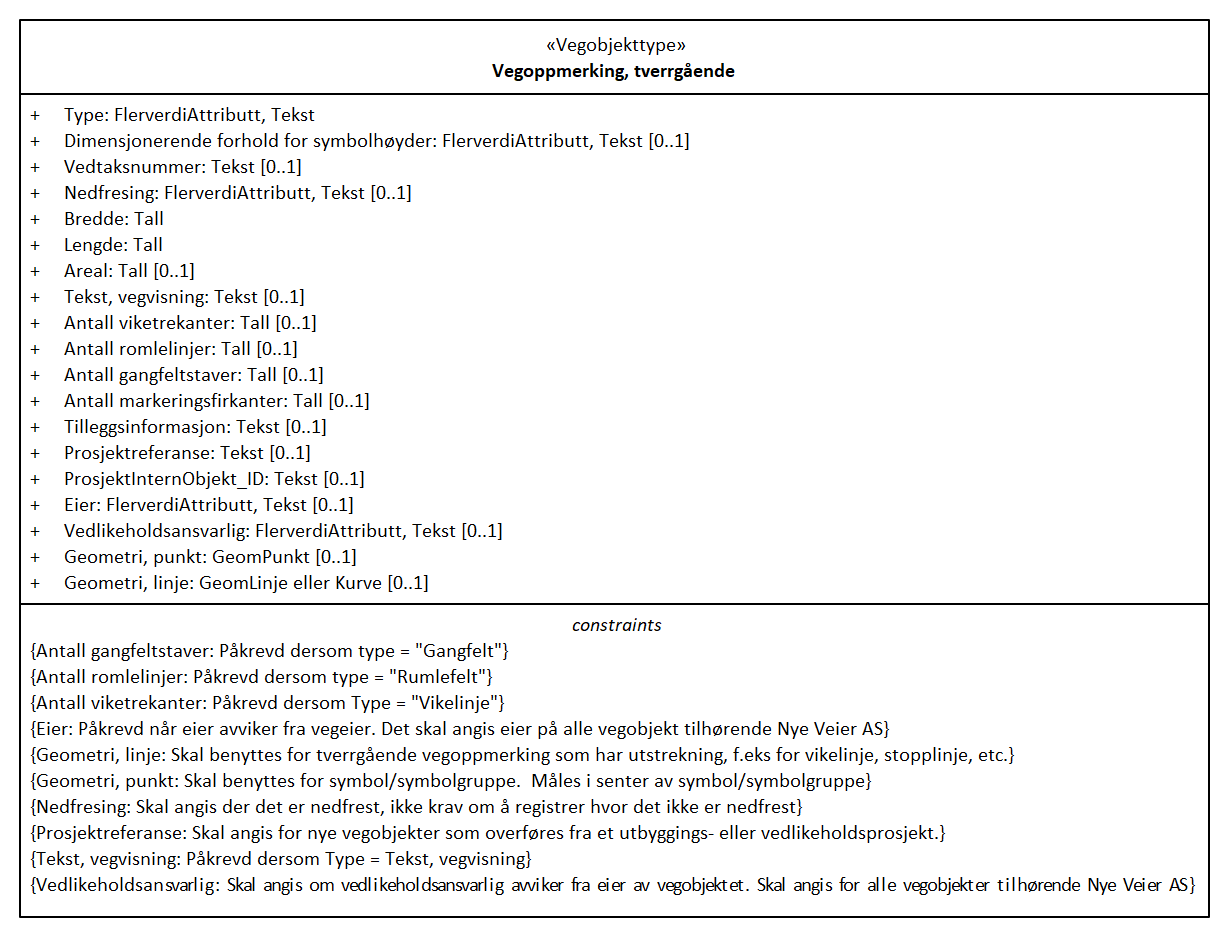 «Vegobjekttype»
Vegoppmerking, tverrgående
+ Type: FlerverdiAttributt, Tekst
+ Dimensjonerende forhold for symbolhøyder: FlerverdiAttributt, Tekst [0..1]
+ Vedtaksnummer: Tekst [0..1]
+ Nedfresing: FlerverdiAttributt, Tekst [0..1]
+ Bredde: Tall
+ Lengde: Tall
+ Areal: Tall [0..1]
+ Tekst, vegvisning: Tekst [0..1]
+ Antall viketrekanter: Tall [0..1]
+ Antall romlelinjer: Tall [0..1]
+ Antall gangfeltstaver: Tall [0..1]
+ Antall markeringsfirkanter: Tall [0..1]
+ Tilleggsinformasjon: Tekst [0..1]
+ Prosjektreferanse: Tekst [0..1]
+ ProsjektInternObjekt_ID: Tekst [0..1]
+ Eier: FlerverdiAttributt, Tekst [0..1]
+ Vedlikeholdsansvarlig: FlerverdiAttributt, Tekst [0..1]
+ Geometri, punkt: GeomPunkt [0..1]
+ Geometri, linje: GeomLinje eller Kurve [0..1]
constraints
{Antall gangfeltstaver: Påkrevd dersom type = "Gangfelt"}
{Antall romlelinjer: Påkrevd dersom type = "Rumlefelt"}
{Antall viketrekanter: Påkrevd dersom Type = "Vikelinje"}
{Eier: Påkrevd når eier avviker fra vegeier. Det skal angis eier på alle vegobjekt tilhørende Nye Veier AS}
{Geometri, linje: Skal benyttes for tverrgående vegoppmerking som har utstrekning, f.eks for vikelinje, stopplinje, etc.}
{Geometri, punkt: Skal benyttes for symbol/symbolgruppe.  Måles i senter av symbol/symbolgruppe}
{Nedfresing: Skal angis der det er nedfrest, ikke krav om å registrer hvor det ikke er nedfrest}
{Prosjektreferanse: Skal angis for nye vegobjekter som overføres fra et utbyggings- eller vedlikeholdsprosjekt.}
{Tekst, vegvisning: Påkrevd dersom Type = Tekst, vegvisning}
{Vedlikeholdsansvarlig: Skal angis om vedlikeholdsansvarlig avviker fra eier av vegobjektet. Skal angis for alle vegobjekter tilhørende Nye Veier AS}